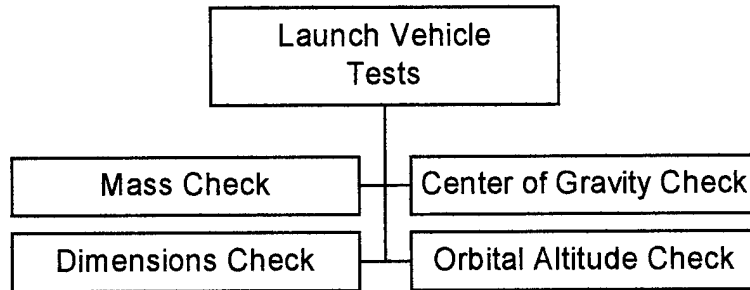 Launch Vehicle
Tests
Mass Check
Center of Gravity Check
Dimensions Check
Orbital Altitude Check